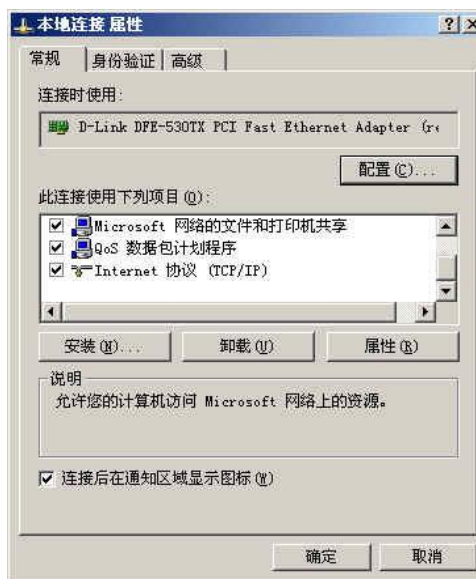 本地连接 属性
常规 身份验证 高级
连接时使用:
D-Link DFE-530TX PCI Fast Ethernet Adapter (re
配置(C)...
此连接使用下列项目(O):
Microsoft 网络的文件和打印机共享
QoS 数据包计划程序
Internet 协议 (TCP/IP)
安装(N)... 卸载(U) 属性(R)
说明
允许您的计算机访问 Microsoft 网络上的资源。
连接后在通知区域显示图标(W)
确定 取消